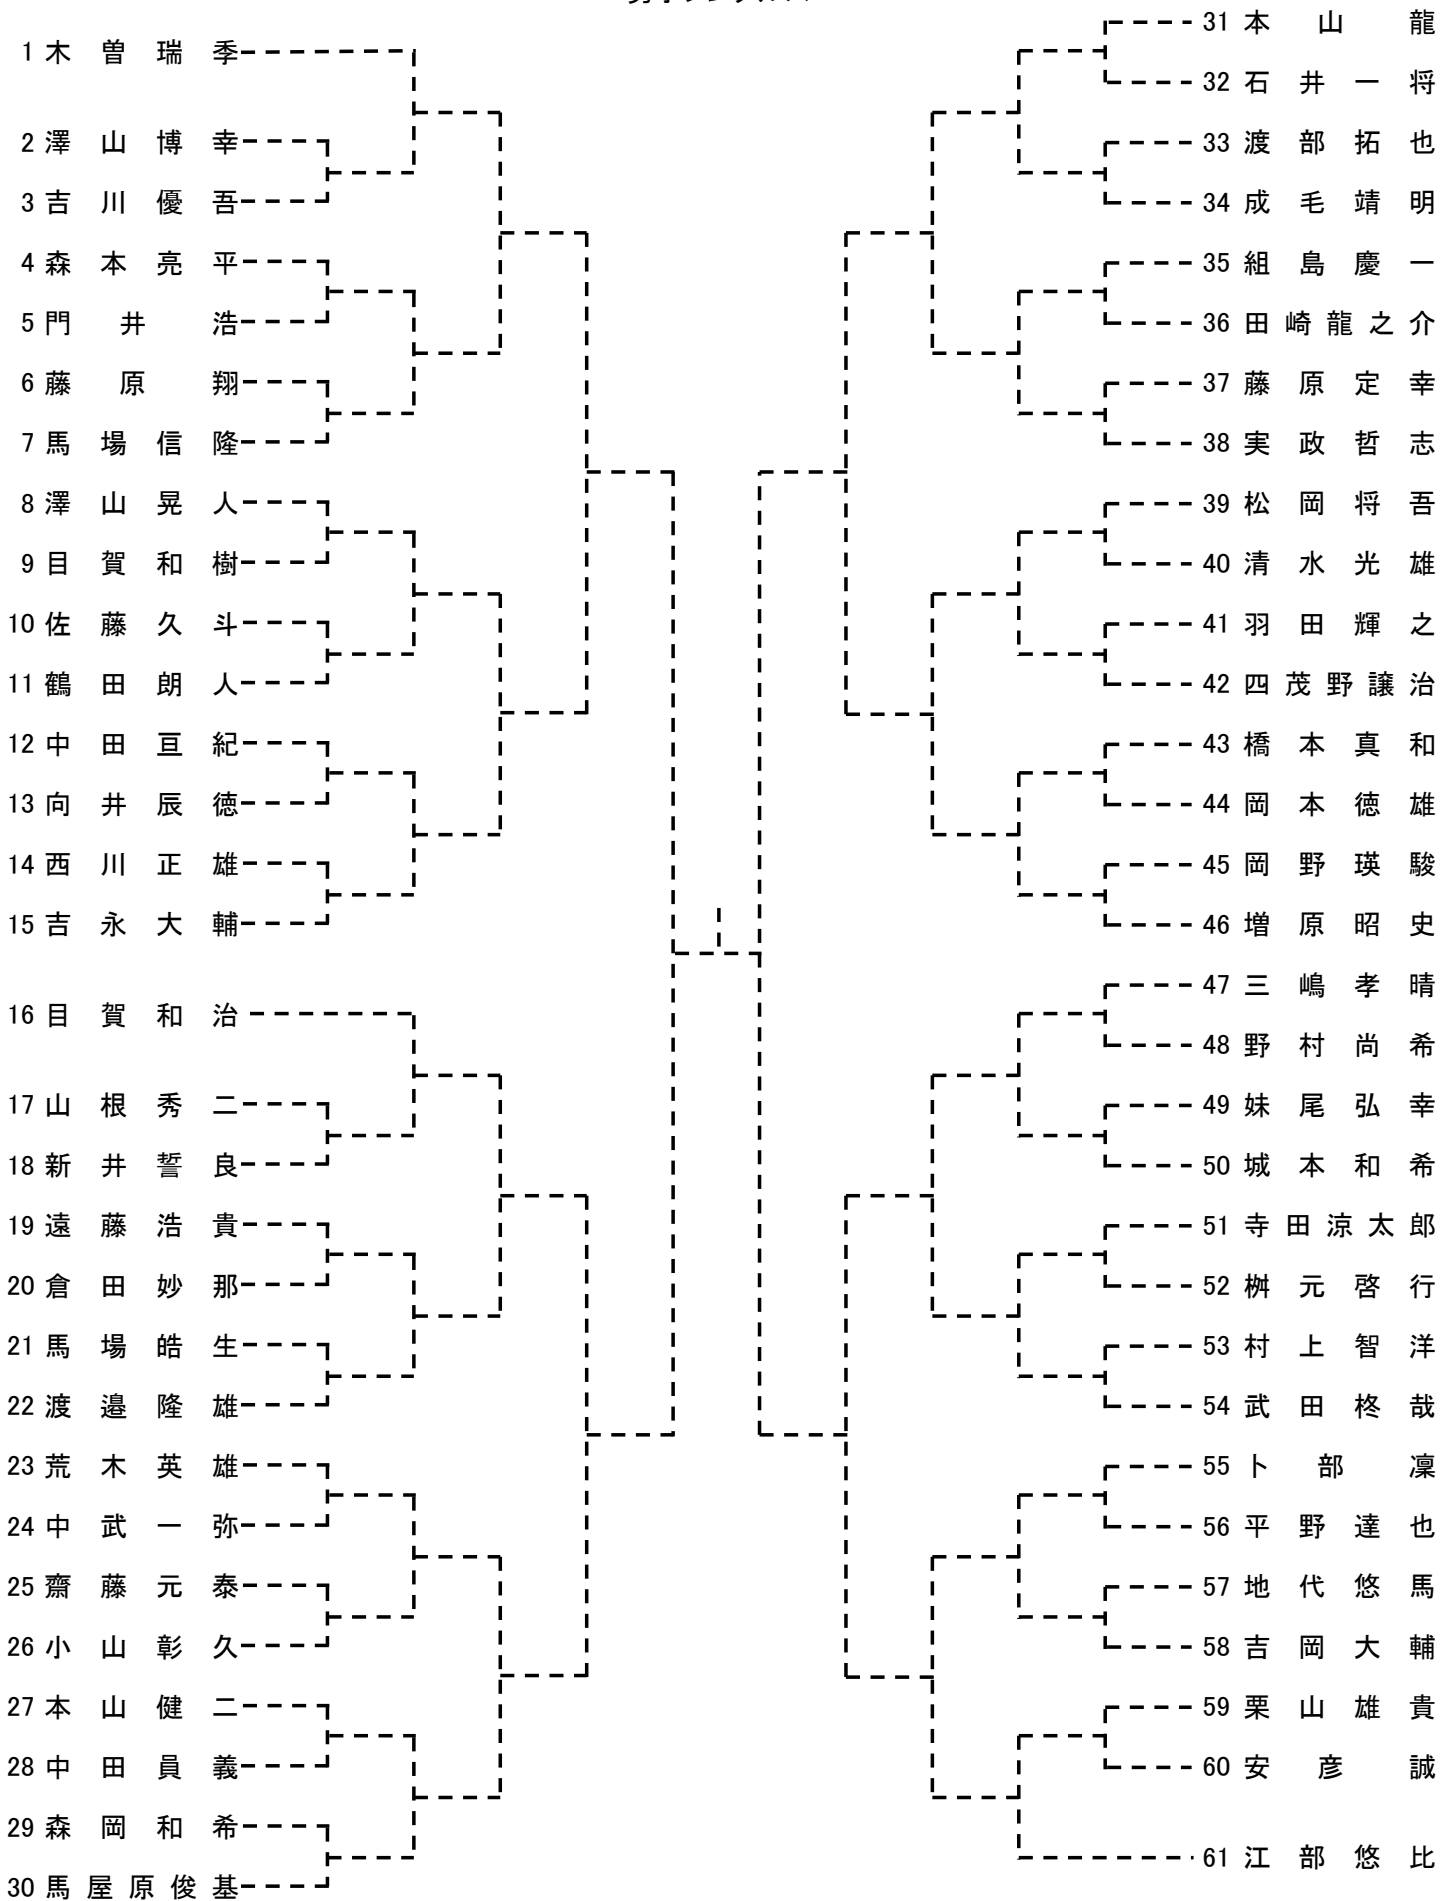 1 木曽瑞季
2 澤山博幸
3 吉川優吾
4 森本亮平
5 門井浩
6 藤原翔
7 馬場信隆
8 澤山晃人
9 目賀和樹
10 佐藤久斗
11 鶴田朗人
12 中田亘紀
13 向井辰徳
14 西川正雄
15 吉永大輔
16 目賀和治
17 山根秀二
18 新井誓良
19 遠藤浩貴
20 倉田妙那
21 馬場皓生
22 渡邉隆雄
23 荒木英雄
24 中武一弥
25 齋藤元泰
26 小山彰久
27 本山健二
28 中田員義
29 森岡和希
30 馬屋原俊基
31 本山龍
32 石井一将
33 渡部拓也
34 成毛靖明
35 組島慶一
36 田崎龍之介
37 藤原定幸
38 実政哲志
39 松岡将吾
40 清水光雄
41 羽田輝之
42 四茂野譲治
43 橋本真和
44 岡本徳雄
45 岡野瑛駿
46 増原昭史
47 三嶋孝晴
48 野村尚希
49 妹尾弘幸
50 城本和希
51 寺田涼太郎
52 桝元啓行
53 村上智洋
54 武田柊哉
55 卜部凜
56 平野達也
57 地代悠馬
58 吉岡大輔
59 栗山雄貴
60 安彦誠
61 江部悠比